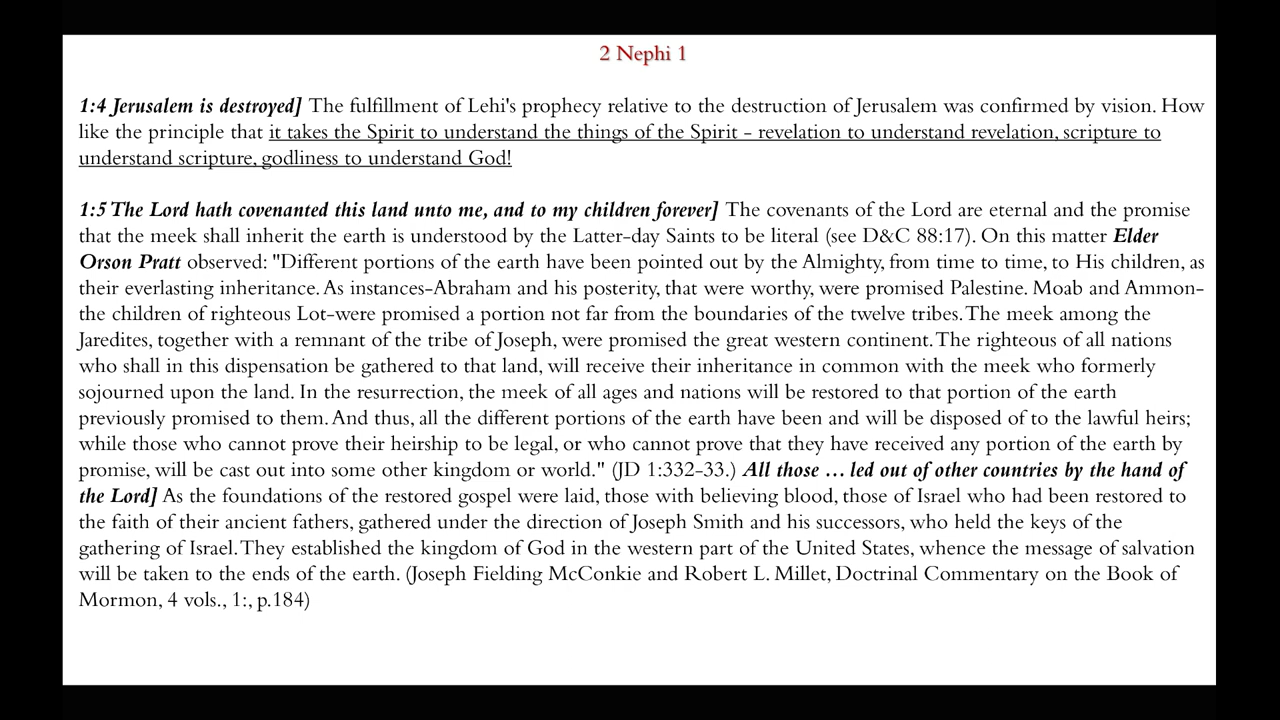 2 Nephi 1
1:4 Jerusalem is destroyed] The fulfillment of Lehi's prophecy relative to the destruction of Jerusalem was confirmed by vision. How
like the principle that it takes the Spirit to understand the things of the Spirit - revelation to understand revelation, scripture to
understand scripture, godliness to understand God!
1:5 The Lord hath covenanted this land unto me, and to my children forever] The covenants of the Lord are eternal and the promise
that the meek shall inherit the earth is understood by the Latter-day Saints to be literal (see D&C 88:17). On this matter Elder
Orson Pratt observed: "Different portions of the earth have been pointed out by the Almighty, from time to time, to His children, as
their everlasting inheritance. As instances-Abraham and his posterity, that were worthy, were promised Palestine. Moab and Ammon-
the children of righteous Lot-were promised a portion not far from the boundaries of the twelve tribes. The meek among the
Jaredites, together with a remnant of the tribe of Joseph, were promised the great western continent. The righteous of all nations
who shall in this dispensation be gathered to that land, will receive their inheritance in common with the meek who formerly
sojourned upon the land. In the resurrection, the meek of all ages and nations will be restored to that portion of the earth
previously promised to them. And thus, all the different portions of the earth have been and will be disposed of to the lawful heirs;
while those who cannot prove their heirship to be legal, or who cannot prove that they have received any portion of the earth by
promise, will be cast out into some other kingdom or world." (JD 1:332-33.) All those ... led out of other countries by the hand of
the Lord] As the foundations of the restored gospel were laid, those with believing blood, those of Israel who had been restored to
the faith of their ancient fathers, gathered under the direction of Joseph Smith and his successors, who held the keys of the
gathering of Israel. They established the kingdom of God in the western part of the United States, whence the message of salvation
will be taken to the ends of the earth. (Joseph Fielding McConkie and Robert L. Millet, Doctrinal Commentary on the Book of
Mormon, 4 vols., 1:, p.184)